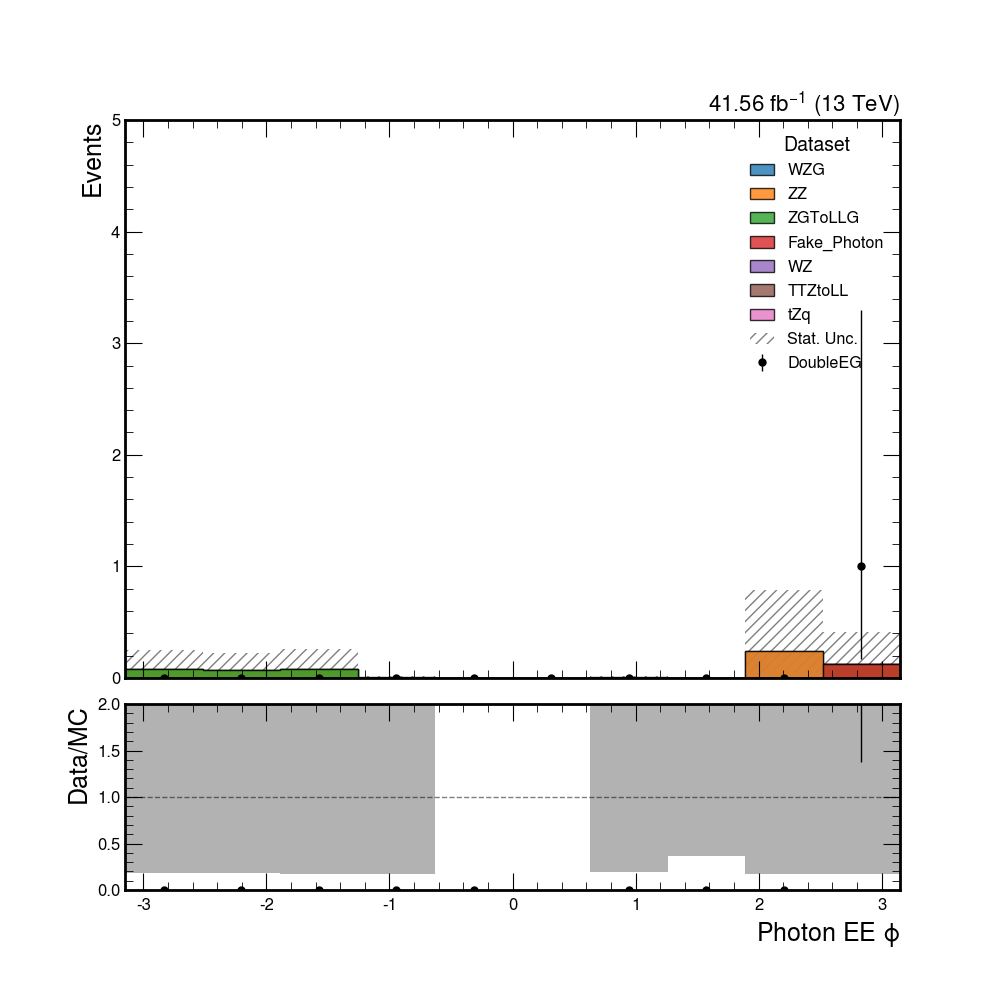 41.56 fb⁻¹ (13 TeV)
Events
5
4
3
2
1
0
Dataset
WZG
ZZ
ZGToLLG
Fake_Photon
WZ
TTZtoLL
tZq
Stat. Unc.
DoubleEG
Data/MC
2.0
1.5
1.0
0.5
0.0
-3 -2 -1 0 1 2 3
Photon EE ϕ